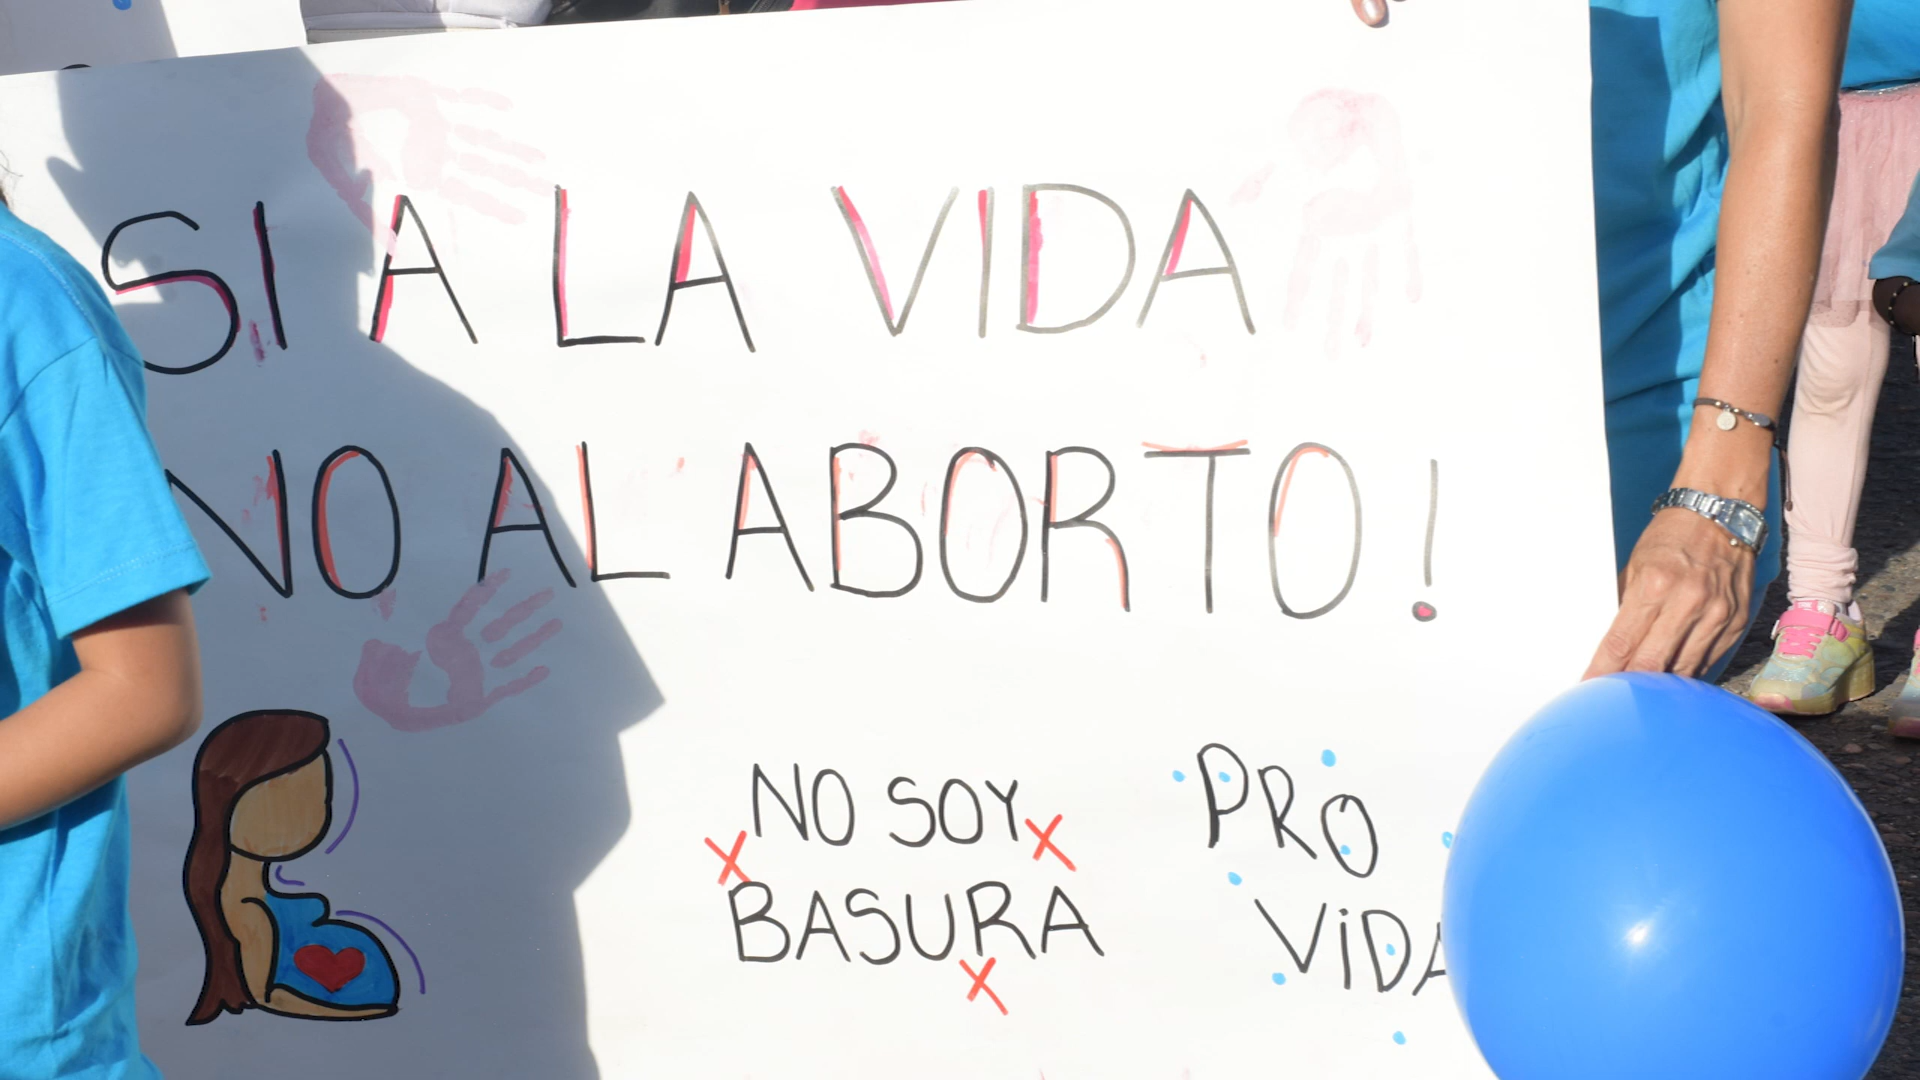 SI A LA VIDA
NO AL ABORTO!
NO SOY
BASURA
PRO
ViDA